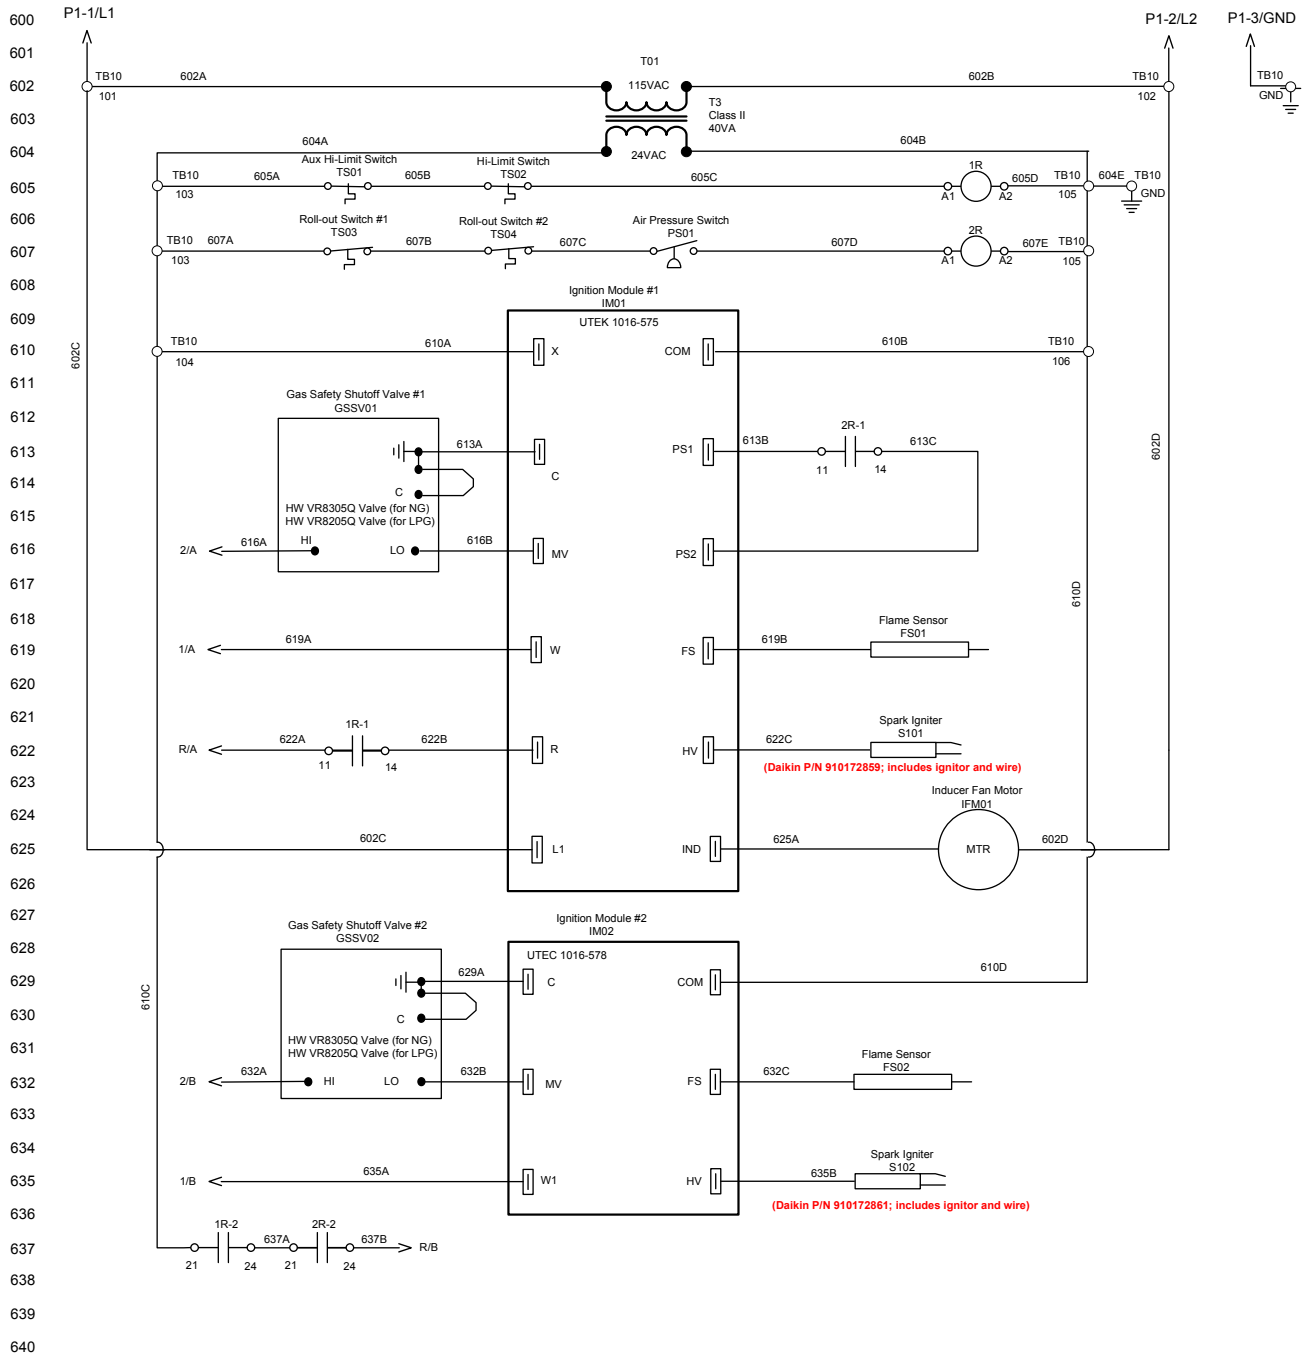 600 P1-1/L1 P1-2/L2 P1-3/GND
601
T01
602 TB10 602A 115VAC 602B TB10 TB10
101 102 GND
T3
603 Class II
40VA
604 604A 24VAC 604B
Aux Hi-Limit Switch Hi-Limit Switch 1R
TS01 TS02
605 TB10 605A 605B 605C 605D TB10 604E TB10
103 A1 A2 105 GND
606
Roll-out Switch #1 Roll-out Switch #2 Air Pressure Switch
TS03 TS04 PS01 2R
607 TB10 607A 607B 607C 607D 607E TB10
103 A1 A2 105
608
Ignition Module #1
IM01
609
UTEK 1016-575
610 TB10 610A X COM 610B TB10
104 106
602C
611
Gas Safety Shutoff Valve #1
GSSV01
612
2R-1
613 613A C PS1 613B 613C
11 14
602D
614
C
615 HW VR8305Q Valve (for NG)
HW VR8205Q Valve (for LPG)
616 2/A 616A HI LO 616B MV PS2
617
610D
618
Flame Sensor
FS01
619 1/A 619A W FS 619B
620
621
1R-1 Spark Igniter
S101
622 R/A 622A 622B R HV 622C
11 14
(Daikin P/N 910172859; includes ignitor and wire)
623
Inducer Fan Motor
IFM01
624
625 602C L1 IND 625A MTR 602D
626
627
Gas Safety Shutoff Valve #2 Ignition Module #2
GSSV02 IM02
628
UTEC 1016-578
629 629A C COM 610D
610C
630
C
631 HW VR8305Q Valve (for NG)
HW VR8205Q Valve (for LPG)
Flame Sensor
FS02
632 2/B 632A HI LO 632B MV FS 632C
633
634
Spark Igniter
S102
635 1/B 635A W1 HV 635B
636
(Daikin P/N 910172861; includes ignitor and wire)
1R-2 2R-2
637 637A 637B R/B
21 24 21 24
638
639
640